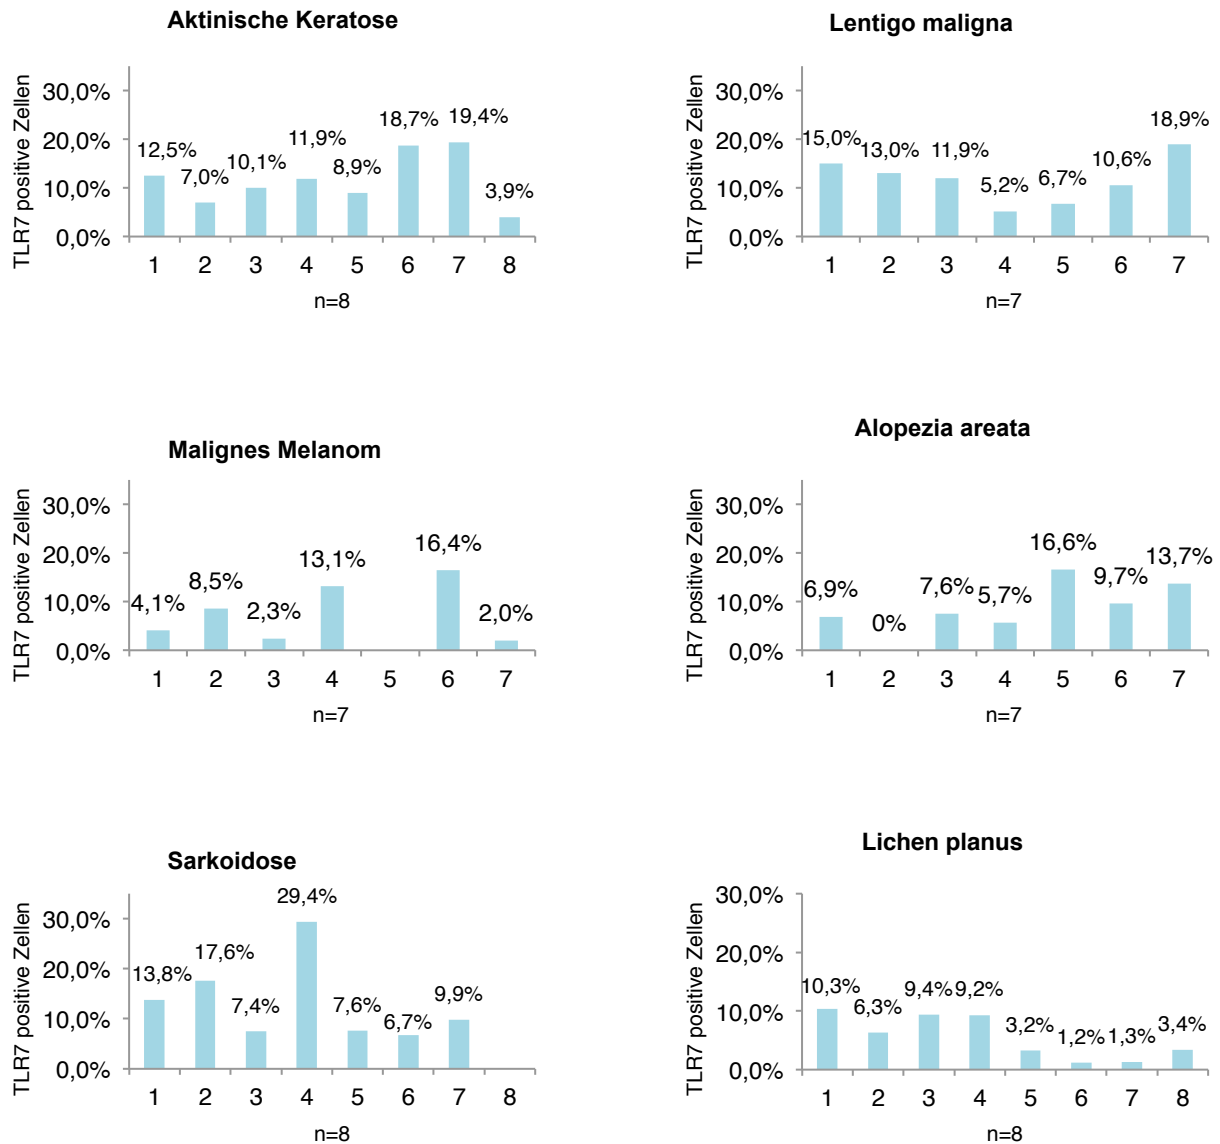 Aktinische Keratose
TLR7 positive Zellen
30,0%
20,0%
10,0%
0,0%
12,5%
7,0%
10,1%
11,9%
8,9%
18,7%
19,4%
3,9%
1 2 3 4 5 6 7 8
n=8
Lentigo maligna
TLR7 positive Zellen
30,0%
20,0%
10,0%
0,0%
15,0%
13,0%
11,9%
5,2%
6,7%
10,6%
18,9%
1 2 3 4 5 6 7
n=7
Malignes Melanom
TLR7 positive Zellen
30,0%
20,0%
10,0%
0,0%
4,1%
8,5%
2,3%
13,1%
16,4%
2,0%
1 2 3 4 5 6 7
n=7
Alopezia areata
TLR7 positive Zellen
30,0%
20,0%
10,0%
0,0%
6,9%
0%
7,6%
5,7%
16,6%
9,7%
13,7%
1 2 3 4 5 6 7
n=7
Sarkoidose
TLR7 positive Zellen
30,0%
20,0%
10,0%
0,0%
13,8%
17,6%
7,4%
29,4%
7,6%
6,7%
9,9%
1 2 3 4 5 6 7 8
n=8
Lichen planus
TLR7 positive Zellen
30,0%
20,0%
10,0%
0,0%
10,3%
6,3%
9,4%
9,2%
3,2%
1,2%
1,3%
3,4%
1 2 3 4 5 6 7 8
n=8